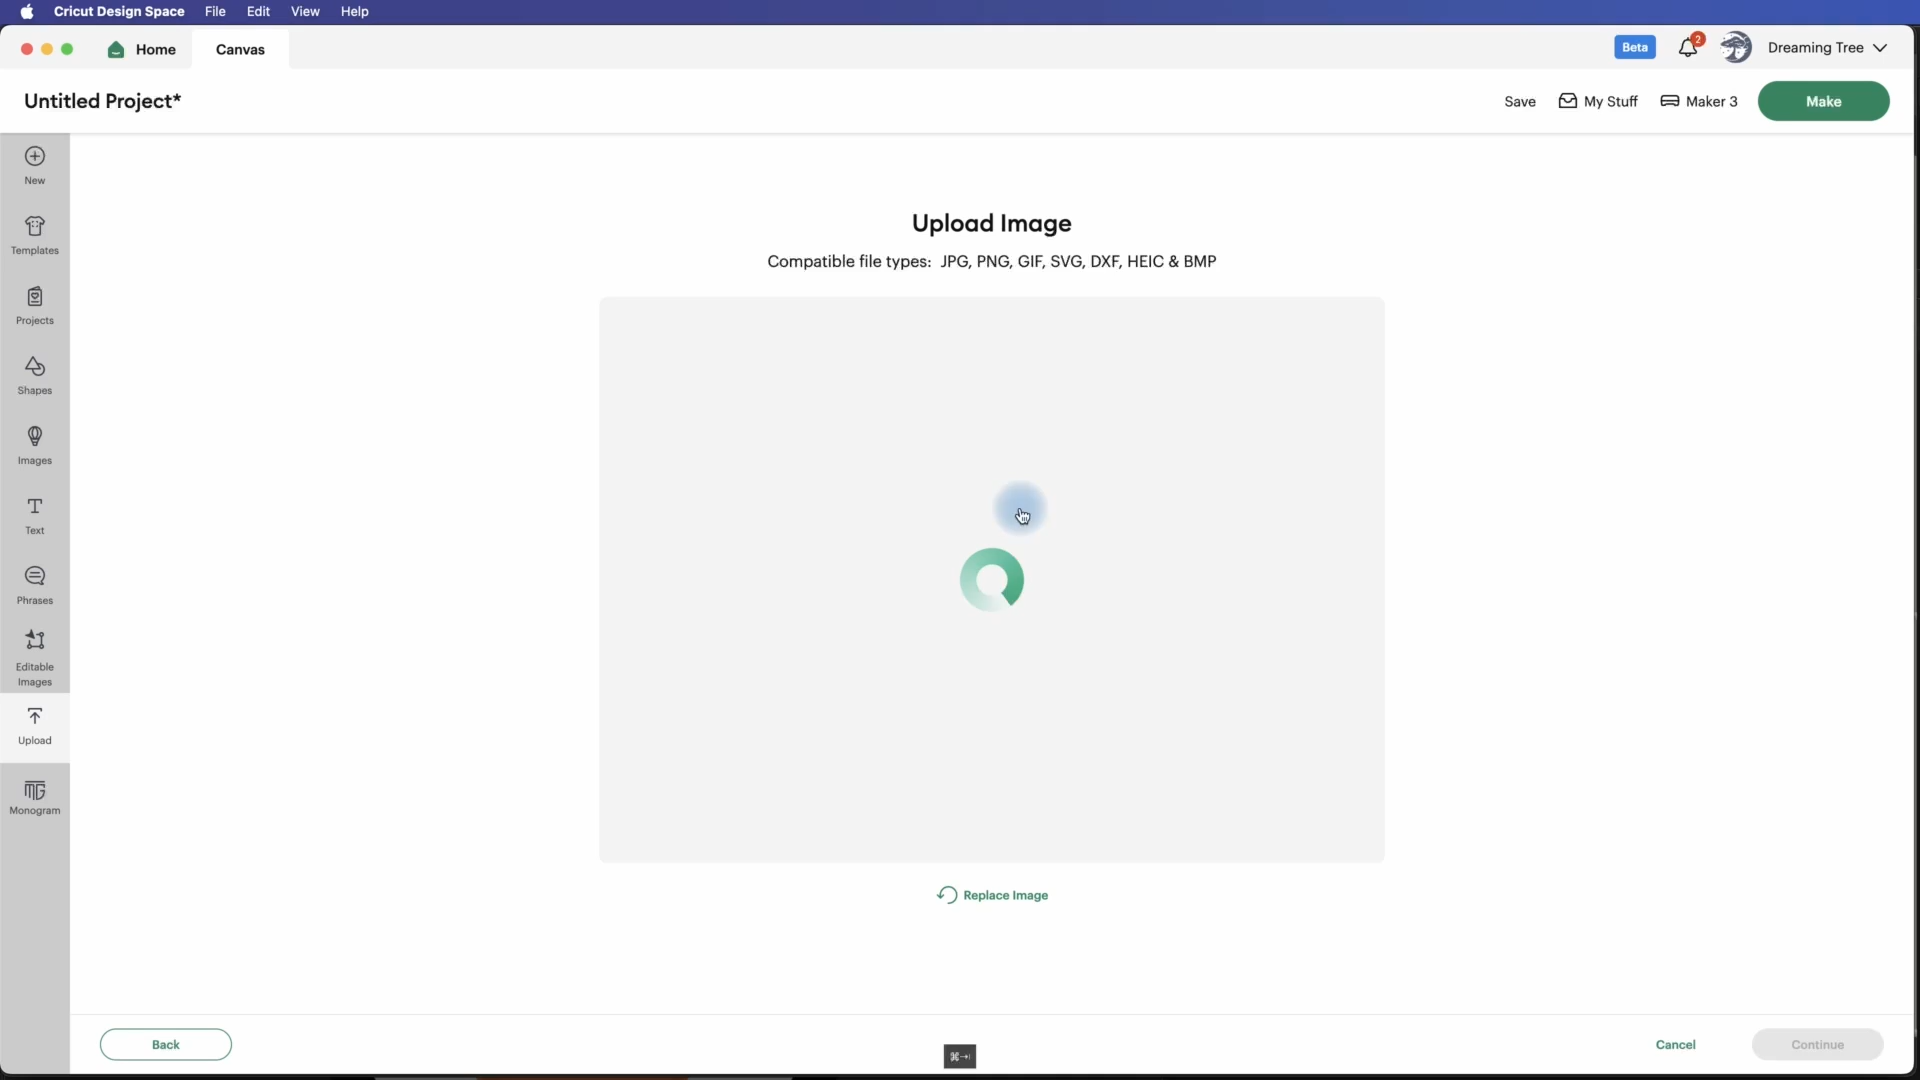 Cricut Design Space File Edit View Help
Home Canvas Beta 2 Dreaming Tree
Untitled Project* Save My Stuff Maker 3 Make
New
Templates
Projects
Shapes
Images
Text
Phrases
Editable
Images
Upload
Monogram
Upload Image
Compatible file types: JPG, PNG, GIF, SVG, DXF, HEIC & BMP
Replace Image
Back Cancel Continue
⌘→